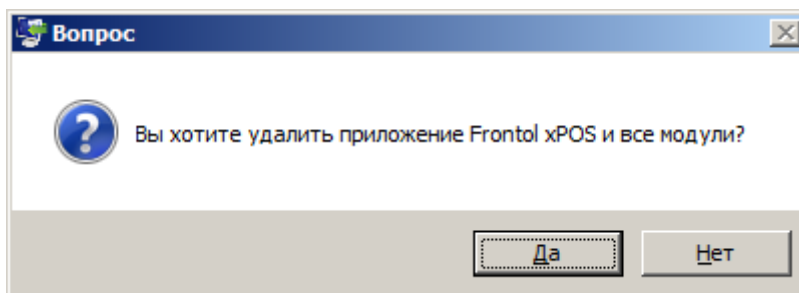 Вопрос
Вы хотите удалить приложение Frontol xPOS и все модули?
Да
Нет